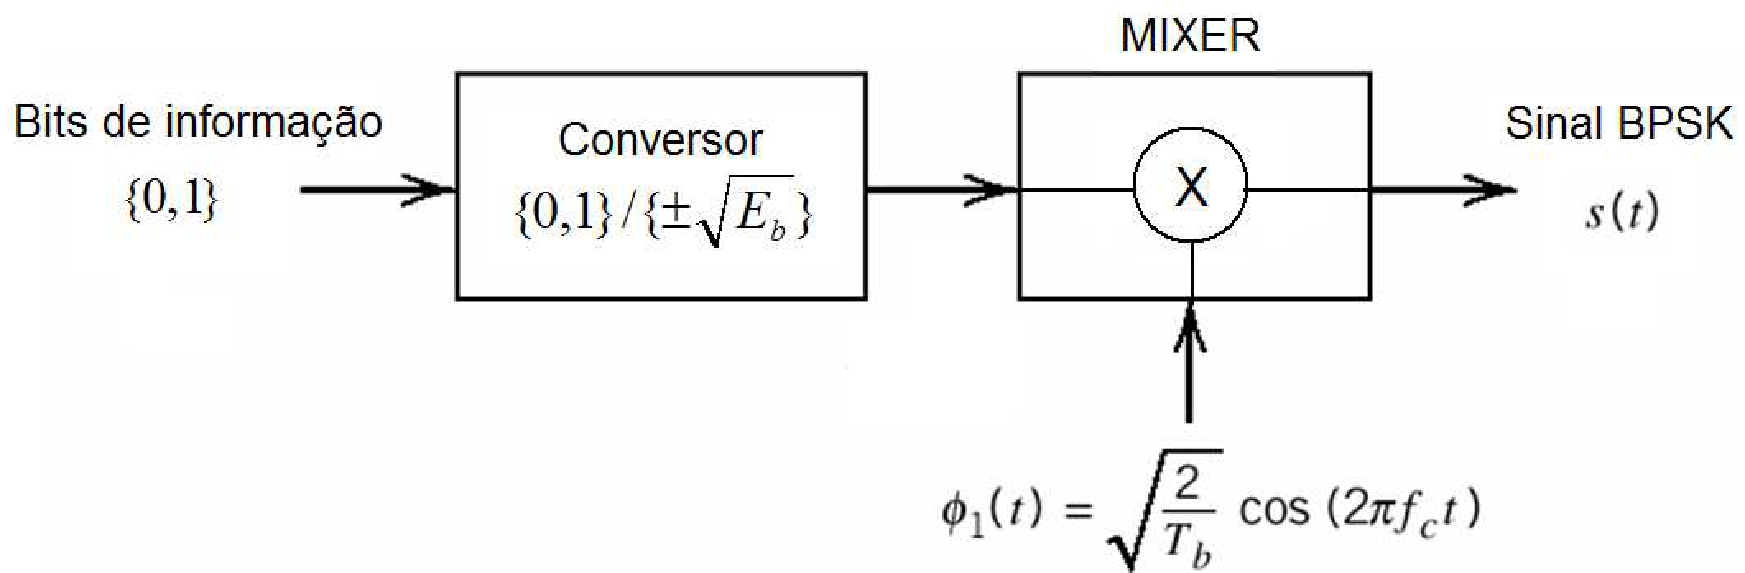 MIXER
Bits de informação
{0,1}
Conversor
{0,1}/{±√E_b}
X
Sinal BPSK
s(t)
ϕ₁(t) = √(2/T_b) cos (2πf_c t)